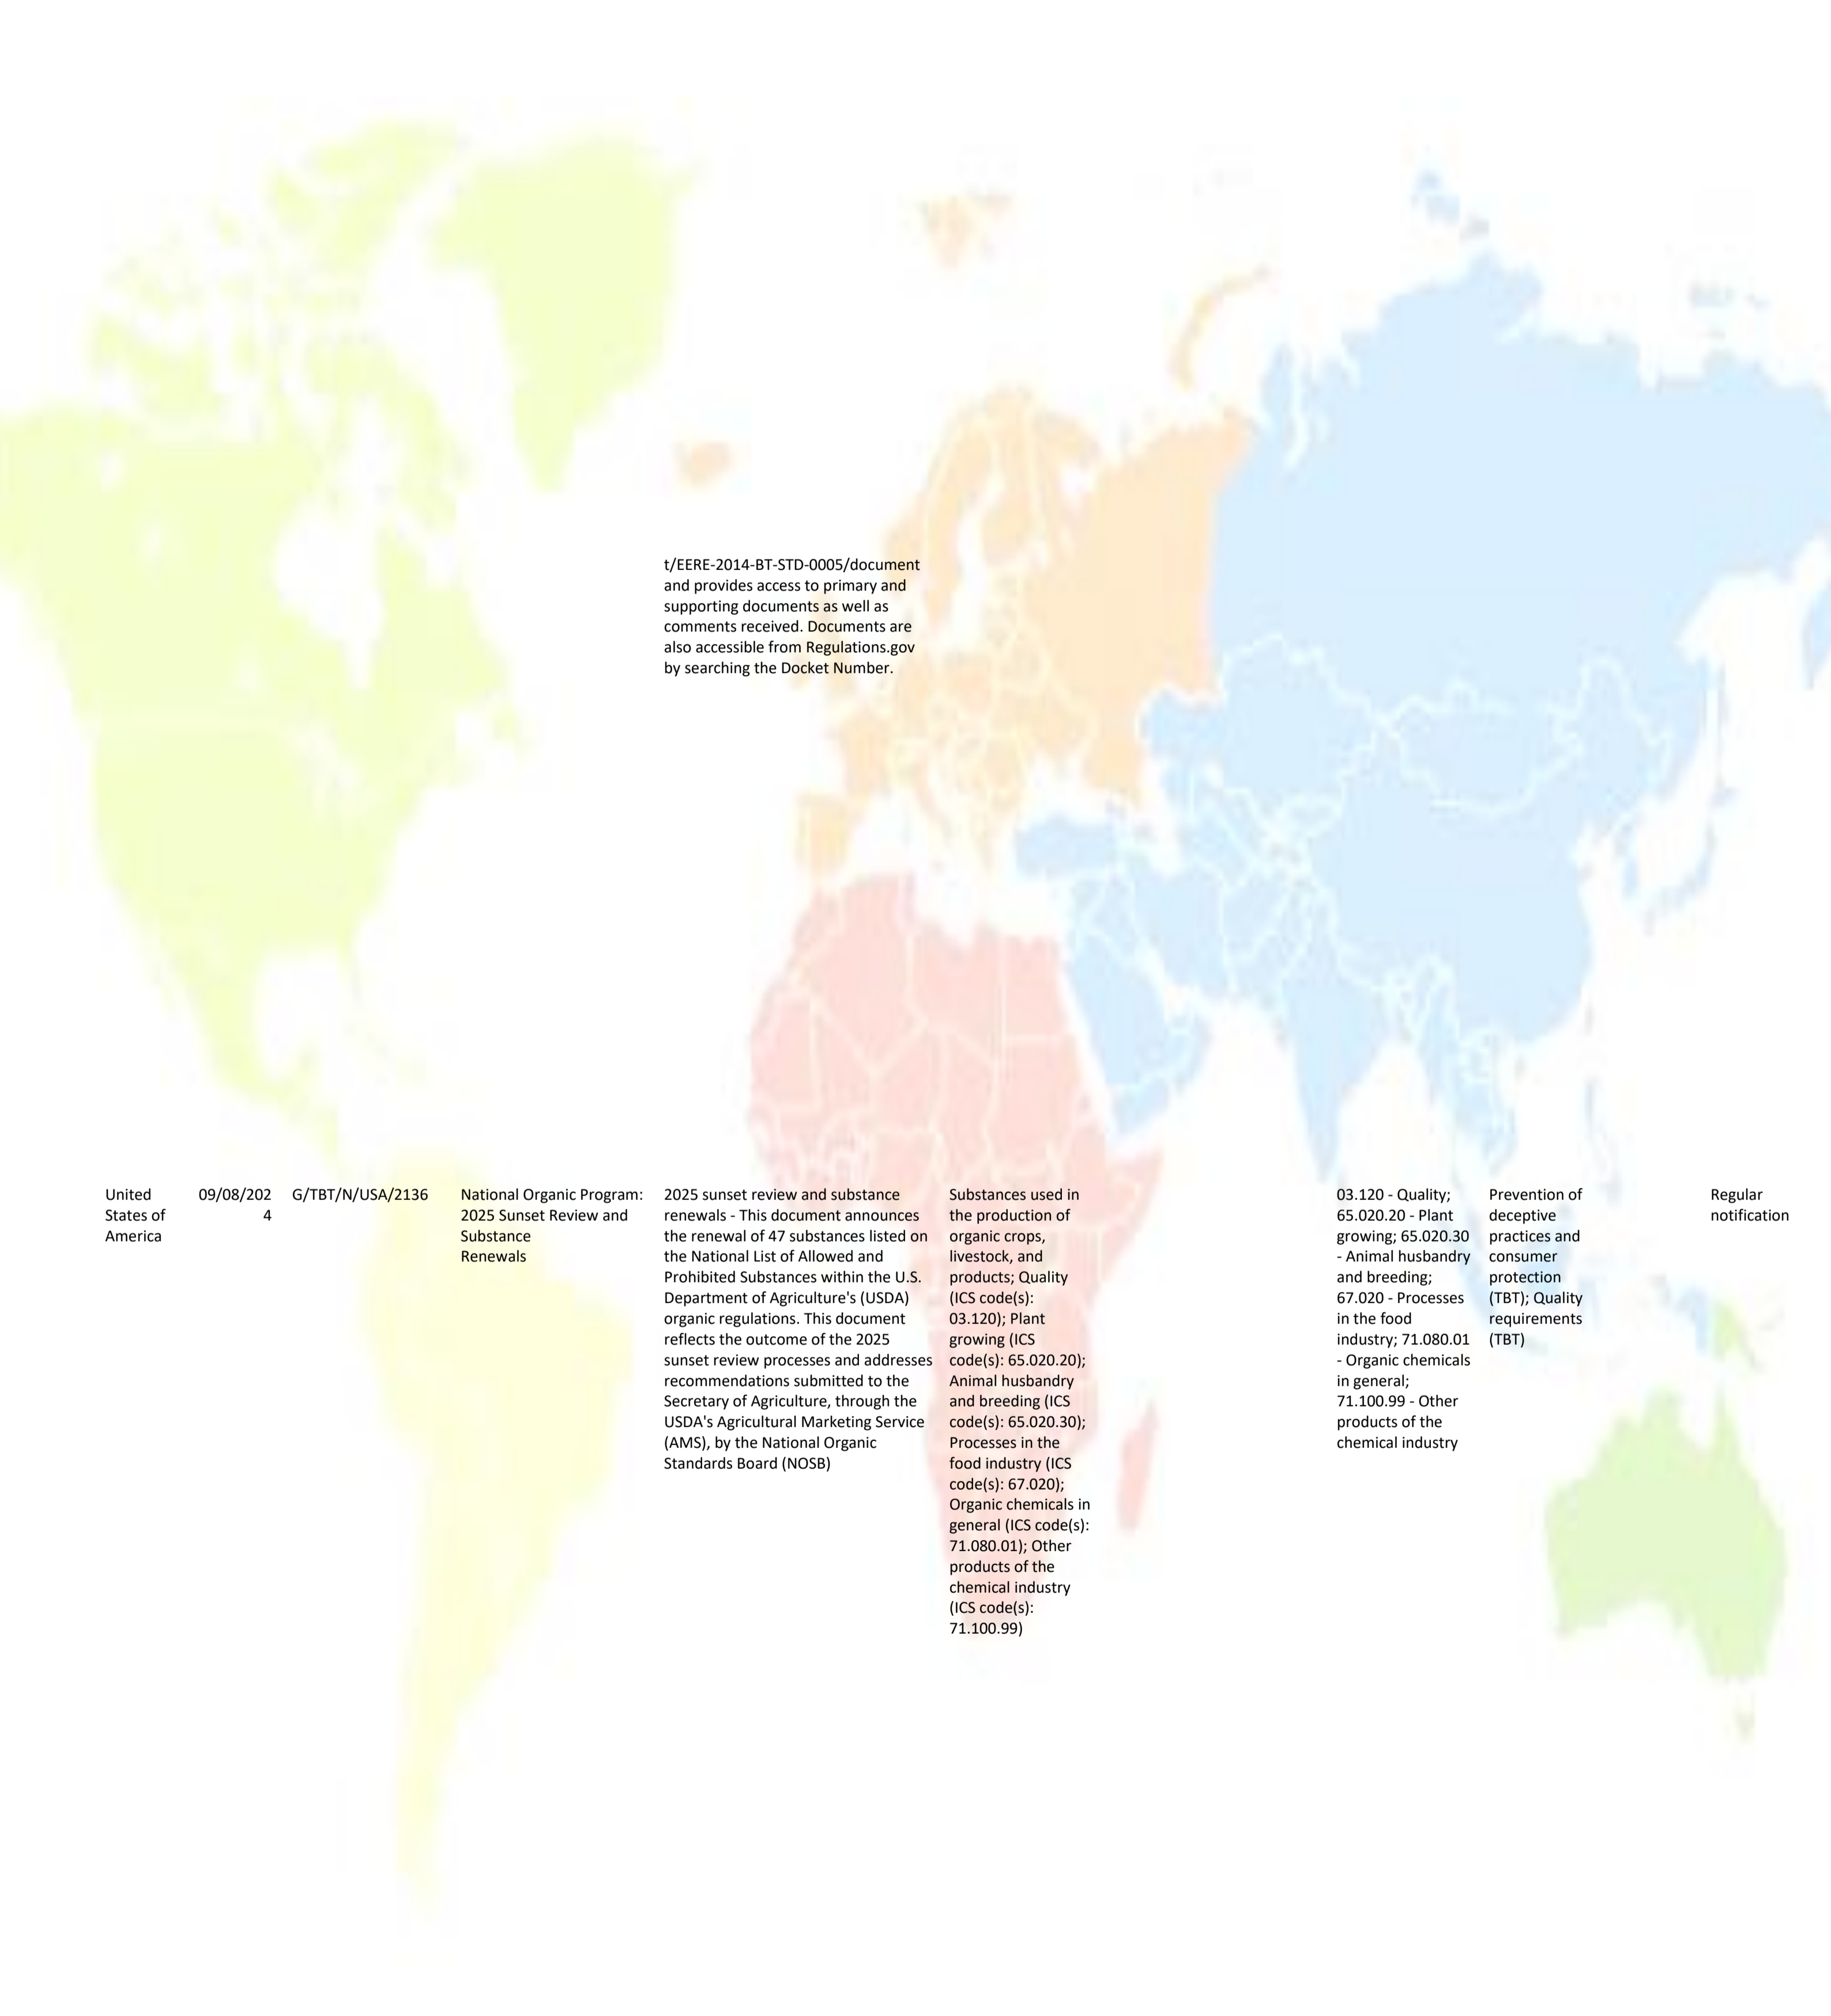 t/EERE-2014-BT-STD-0005/document
and provides access to primary and
supporting documents as well as
comments received. Documents are
also accessible from Regulations.gov
by searching the Docket Number.
United
States of
America
09/08/202
4
G/TBT/N/USA/2136
National Organic Program:
2025 Sunset Review and
Substance
Renewals
2025 sunset review and substance
renewals - This document announces
the renewal of 47 substances listed on
the National List of Allowed and
Prohibited Substances within the U.S.
Department of Agriculture's (USDA)
organic regulations. This document
reflects the outcome of the 2025
sunset review processes and addresses
recommendations submitted to the
Secretary of Agriculture, through the
USDA's Agricultural Marketing Service
(AMS), by the National Organic
Standards Board (NOSB)
Substances used in
the production of
organic crops,
livestock, and
products; Quality
(ICS code(s):
03.120); Plant
growing (ICS
code(s): 65.020.20);
Animal husbandry
and breeding (ICS
code(s): 65.020.30);
Processes in the
food industry (ICS
code(s): 67.020);
Organic chemicals in
general (ICS code(s):
71.080.01); Other
products of the
chemical industry
(ICS code(s):
71.100.99)
03.120 - Quality;
65.020.20 - Plant
growing; 65.020.30
- Animal husbandry
and breeding;
67.020 - Processes
in the food
industry; 71.080.01
- Organic chemicals
in general;
71.100.99 - Other
products of the
chemical industry
Prevention of
deceptive
practices and
consumer
protection
(TBT); Quality
requirements
(TBT)
Regular
notification